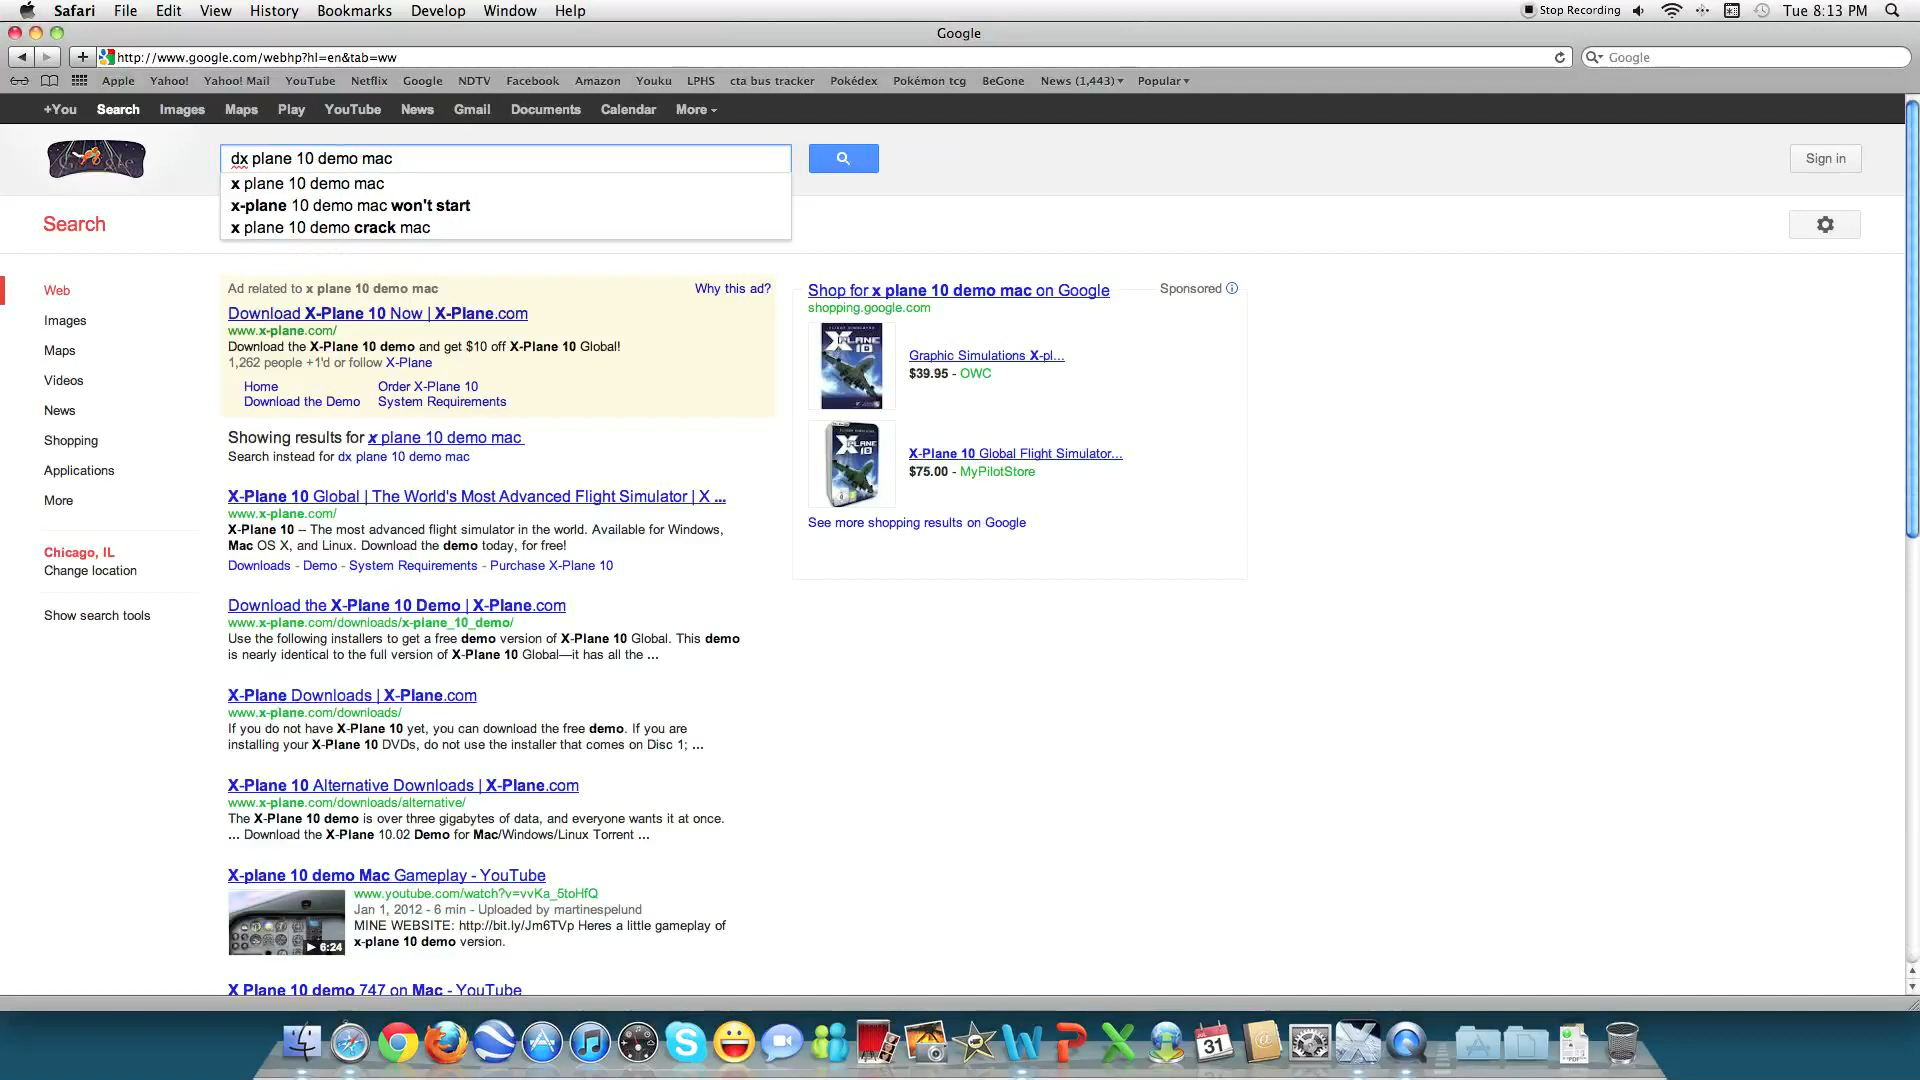 Safari File Edit View History Bookmarks Develop Window Help
Stop Recording Tue 8:13 PM
Google
http://www.google.com/webhp?hl=en&tab=ww
Google
Apple Yahoo! Yahoo! Mail YouTube Netflix Google NDTV Facebook Amazon Youku LPHS cta bus tracker Pokédex Pokémon tcg BeGone News (1,443) Popular
+You Search Images Maps Play YouTube News Gmail Documents Calendar More
Google
dx plane 10 demo mac
Sign in
x plane 10 demo mac
x-plane 10 demo mac won't start
x plane 10 demo crack mac
Search
Web
Images
Maps
Videos
News
Shopping
Applications
More
Chicago, IL
Change location
Show search tools
Ad related to x plane 10 demo mac
Why this ad?
Download X-Plane 10 Now | X-Plane.com
www.x-plane.com/
Download the X-Plane 10 demo and get $10 off X-Plane 10 Global!
1,262 people +1'd or follow X-Plane
Home Order X-Plane 10
Download the Demo System Requirements
Showing results for x plane 10 demo mac
Search instead for dx plane 10 demo mac
X-Plane 10 Global | The World's Most Advanced Flight Simulator | X ...
www.x-plane.com/
X-Plane 10 -- The most advanced flight simulator in the world. Available for Windows,
Mac OS X, and Linux. Download the demo today, for free!
Downloads - Demo - System Requirements - Purchase X-Plane 10
Download the X-Plane 10 Demo | X-Plane.com
www.x-plane.com/downloads/x-plane_10_demo/
Use the following installers to get a free demo version of X-Plane 10 Global. This demo
is nearly identical to the full version of X-Plane 10 Global—it has all the ...
X-Plane Downloads | X-Plane.com
www.x-plane.com/downloads/
If you do not have X-Plane 10 yet, you can download the free demo. If you are
installing your X-Plane 10 DVDs, do not use the installer that comes on Disc 1; ...
X-Plane 10 Alternative Downloads | X-Plane.com
www.x-plane.com/downloads/alternative/
The X-Plane 10 demo is over three gigabytes of data, and everyone wants it at once.
... Download the X-Plane 10.02 Demo for Mac/Windows/Linux Torrent ...
X-plane 10 demo Mac Gameplay - YouTube
www.youtube.com/watch?v=vvKa_5toHfQ
Jan 1, 2012 - 6 min - Uploaded by martinespelund
MINE WEBSITE: http://bit.ly/Jm6TVp Heres a little gameplay of
x-plane 10 demo version.
6:24
X Plane 10 demo 747 on Mac - YouTube
Shop for x plane 10 demo mac on Google
Sponsored
shopping.google.com
X PLANE 10
Graphic Simulations X-pl...
$39.95 - OWC
X PLANE 10
X-Plane 10 Global Flight Simulator...
$75.00 - MyPilotStore
See more shopping results on Google
31
PDF